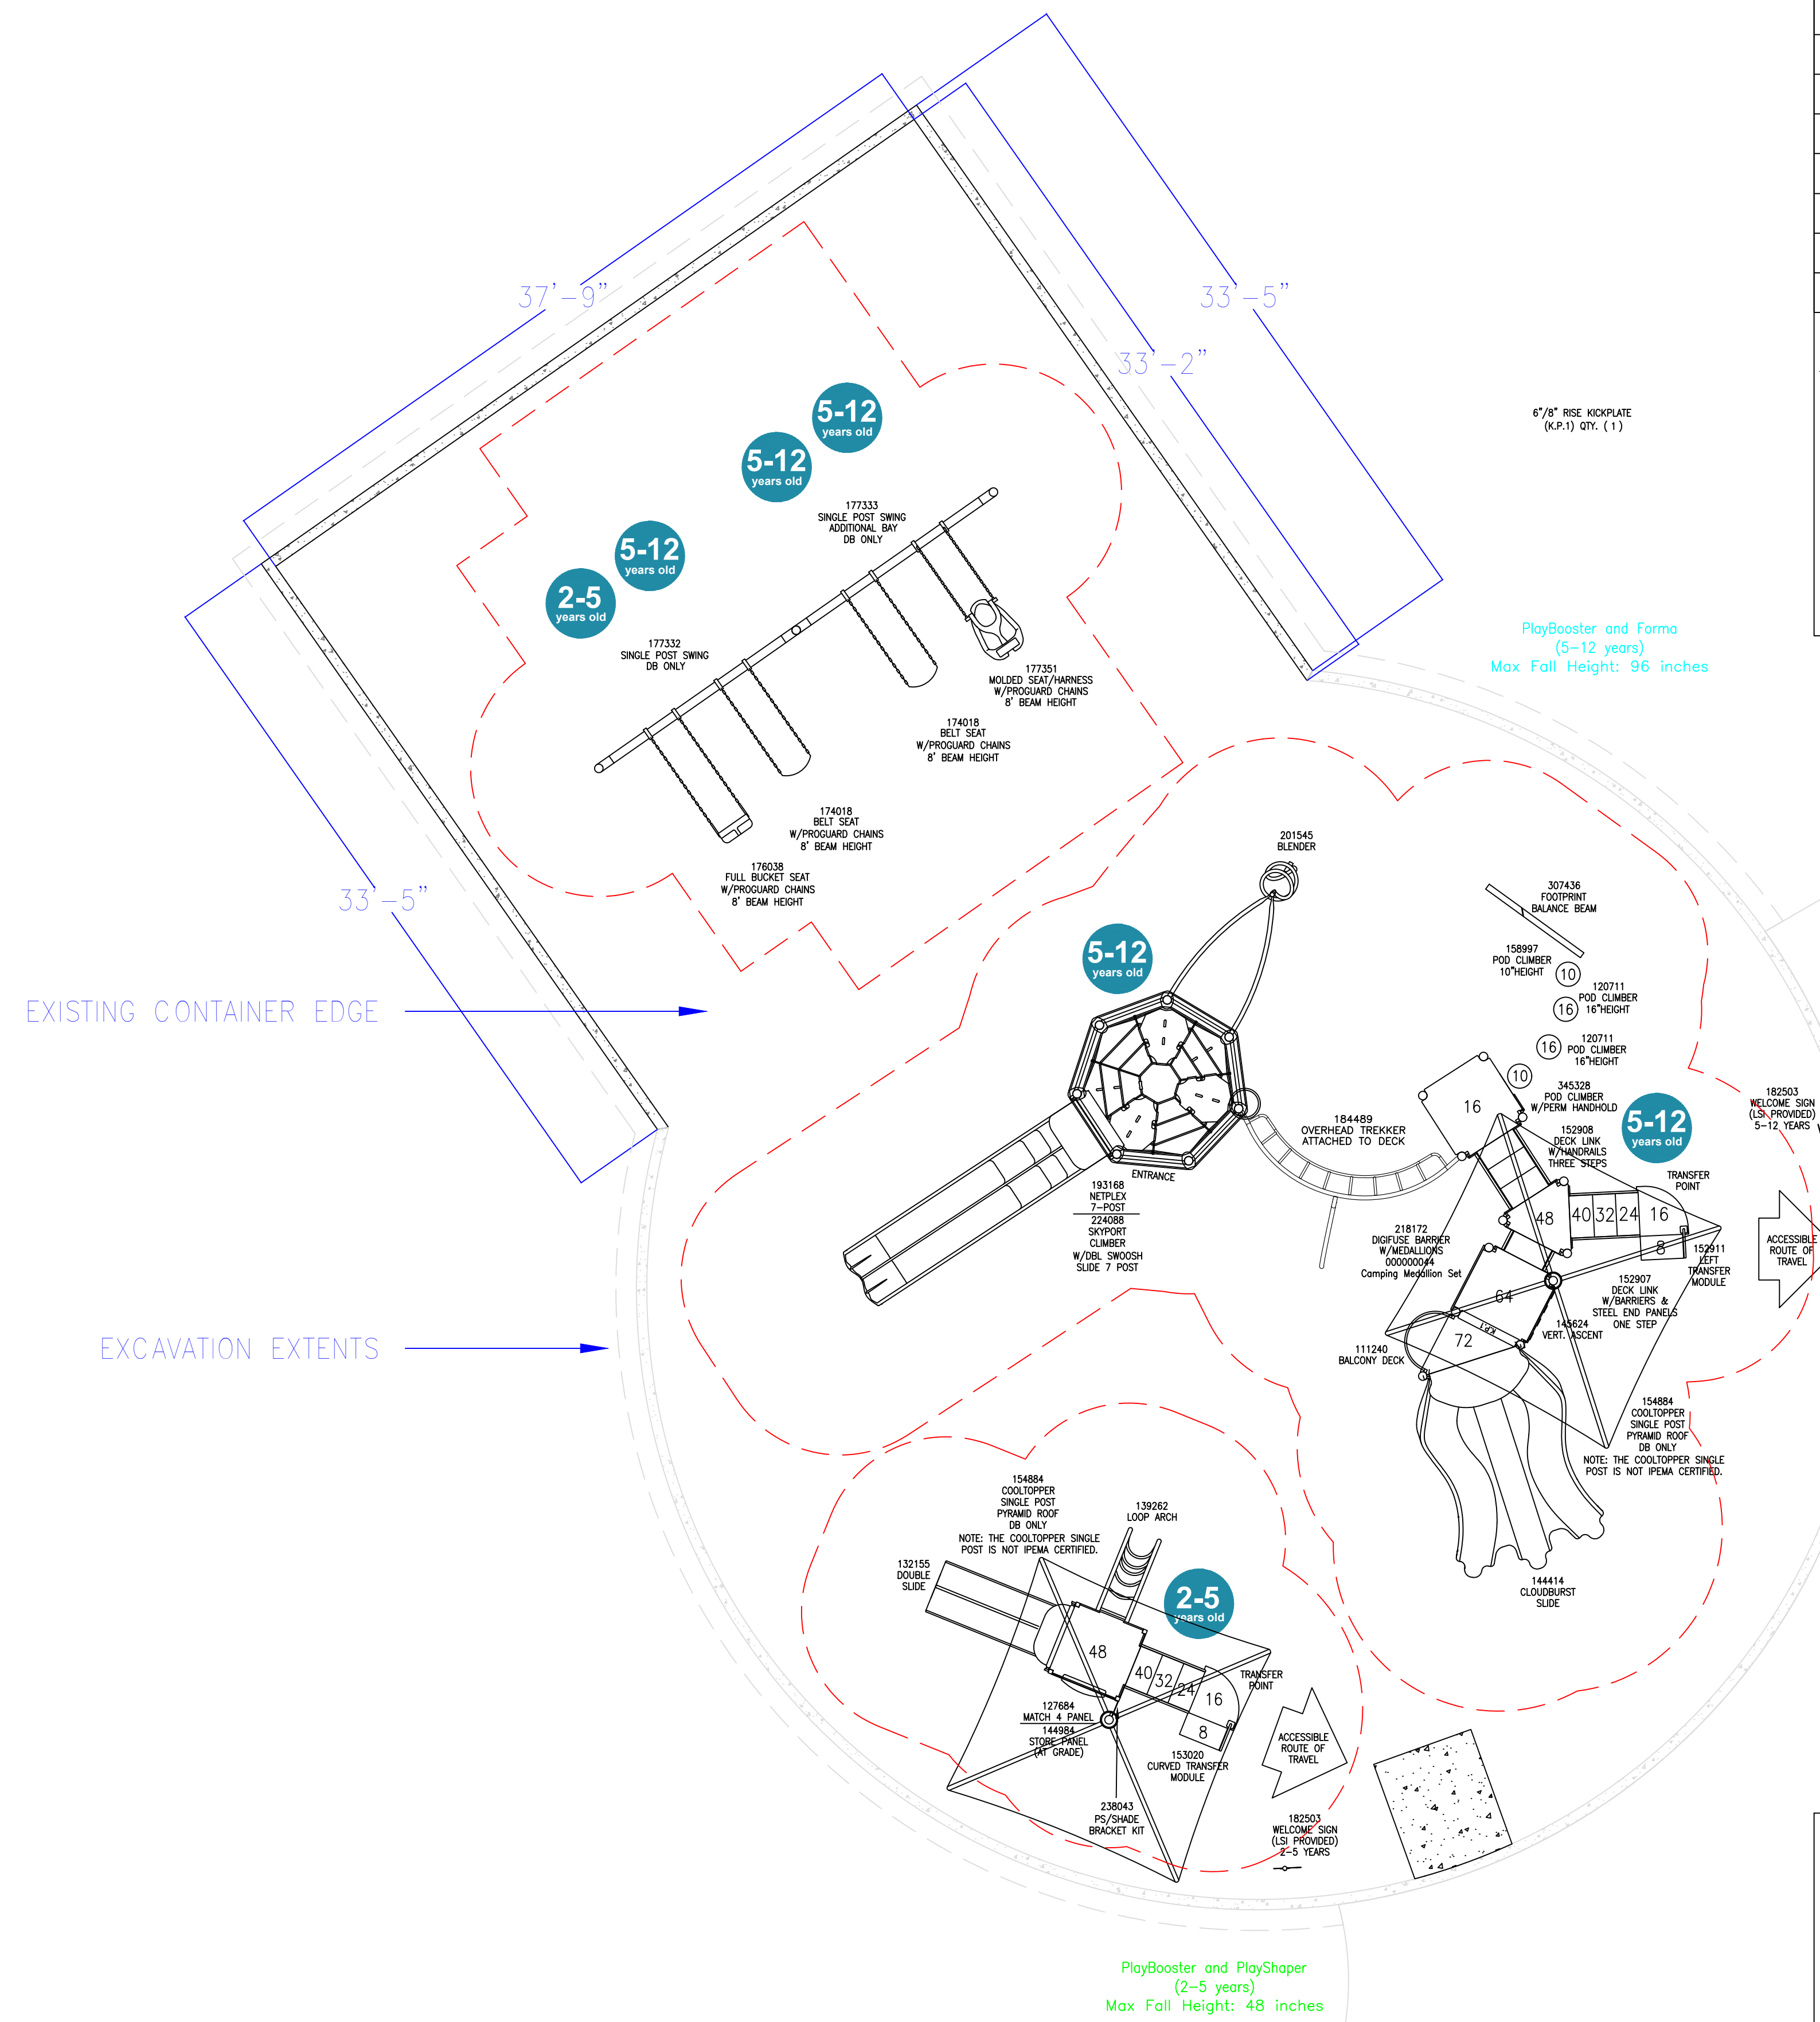 37'-9"
33'-5"
33'-2"
6"/8" RISE KICKPLATE
(K.P.1) QTY. ( 1 )
5-12
years old
5-12
years old
177333
SINGLE POST SWING
ADDITIONAL BAY
DB ONLY
5-12
years old
2-5
years old
177332
SINGLE POST SWING
DB ONLY
PlayBooster and Forma
(5-12 years)
Max Fall Height: 96 inches
177351
MOLDED SEAT/HARNESS
W/PROGUARD CHAINS
8' BEAM HEIGHT
174018
BELT SEAT
W/PROGUARD CHAINS
8' BEAM HEIGHT
174018
BELT SEAT
W/PROGUARD CHAINS
8' BEAM HEIGHT
176038
FULL BUCKET SEAT
W/PROGUARD CHAINS
8' BEAM HEIGHT
33'-5"
201545
BLENDER
307436
FOOTPRINT
BALANCE BEAM
5-12
years old
158997
POD CLIMBER
10"HEIGHT
10
120711
POD CLIMBER
16"HEIGHT
16
EXISTING CONTAINER EDGE
120711
POD CLIMBER
16"HEIGHT
16
10
345328
POD CLIMBER
W/PERM HANDHOLD
16
182503
WELCOME SIGN
(LSI PROVIDED)
5-12 YEARS
5-12
years old
184489
OVERHEAD TREKKER
ATTACHED TO DECK
152908
DECK LINK
W/HANDRAILS
THREE STEPS
ENTRANCE
TRANSFER
POINT
193168
NETPLEX
7-POST
224088
SKYPORT
CLIMBER
W/DBL SWOOSH
SLIDE 7 POST
48
40
32
24
16
8
218172
DIGIFUSE BARRIER
W/MEDALLIONS
000000044
Camping Medallion Set
ACCESSIBLE
ROUTE OF
TRAVEL
152911
LEFT
TRANSFER
MODULE
152907
DECK LINK
W/BARRIERS &
STEEL END PANELS
ONE STEP
64
145624
VERT. ASCENT
KP.1
72
111240
BALCONY DECK
EXCAVATION EXTENTS
154884
COOLTOPPER
SINGLE POST
PYRAMID ROOF
DB ONLY
NOTE: THE COOLTOPPER SINGLE
POST IS NOT IPEMA CERTIFIED.
154884
COOLTOPPER
SINGLE POST
PYRAMID ROOF
DB ONLY
NOTE: THE COOLTOPPER SINGLE
POST IS NOT IPEMA CERTIFIED.
139262
LOOP ARCH
132155
DOUBLE
SLIDE
144414
CLOUDBURST
SLIDE
2-5
years old
48
40
32
24
16
8
TRANSFER
POINT
127684
MATCH 4 PANEL
144984
STORE PANEL
(AT GRADE)
153020
CURVED TRANSFER
MODULE
ACCESSIBLE
ROUTE OF
TRAVEL
238043
PS/SHADE
BRACKET KIT
182503
WELCOME SIGN
(LSI PROVIDED)
2-5 YEARS
PlayBooster and PlayShaper
(2-5 years)
Max Fall Height: 48 inches